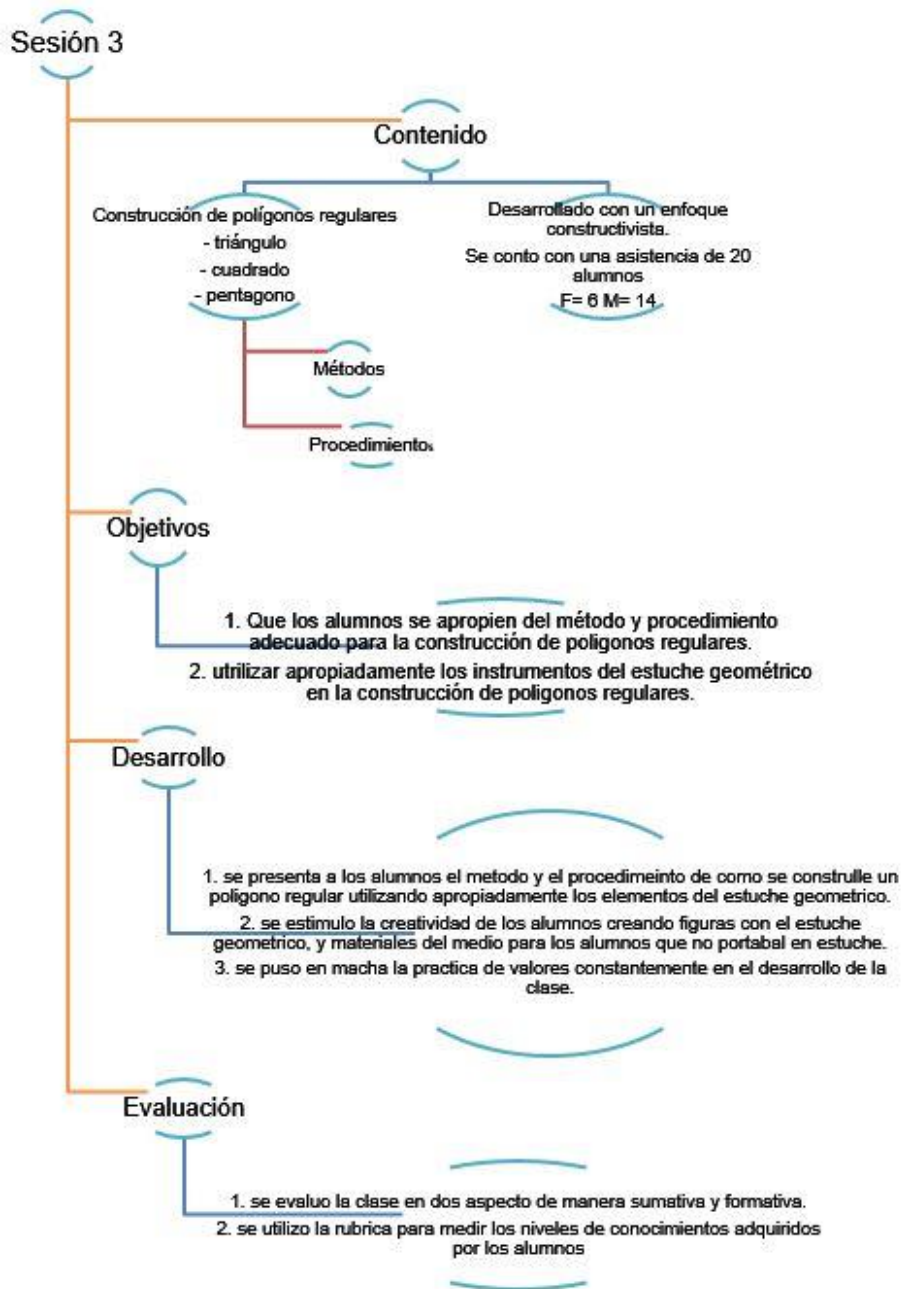 Sesión 3
Contenido
Construcción de polígonos regulares
- triángulo
- cuadrado
- pentagono
Desarrollado con un enfoque
constructivista.
Se conto con una asistencia de 20
alumnos
F= 6 M= 14
Métodos
Procedimientos
Objetivos
1. Que los alumnos se apropien del método y procedimiento
adecuado para la construcción de poligonos regulares.
2. utrilizar apropiadamente los instrumentos del estuche geométrico
en la construcción de poligonos regulares.
Desarrollo
1. se presenta a los alumnos el metodo y el procedimeinto de como se construlle un
poligono regular utilizando apropiadamente los elementos del estuche geometrico.
2. se estimulo la creatividad de los alumnos creando figuras con el estuche
geometrico, y materiales del medio para los alumnos que no portabal en estuche.
3. se puso en macha la practica de valores constantemente en el desarrollo de la
clase.
Evaluación
1. se evaluo la clase en dos aspecto de manera sumativa y formativa.
2. se utilizo la rubrica para medir los niveles de conocimientos adquiridos
por los alumnos